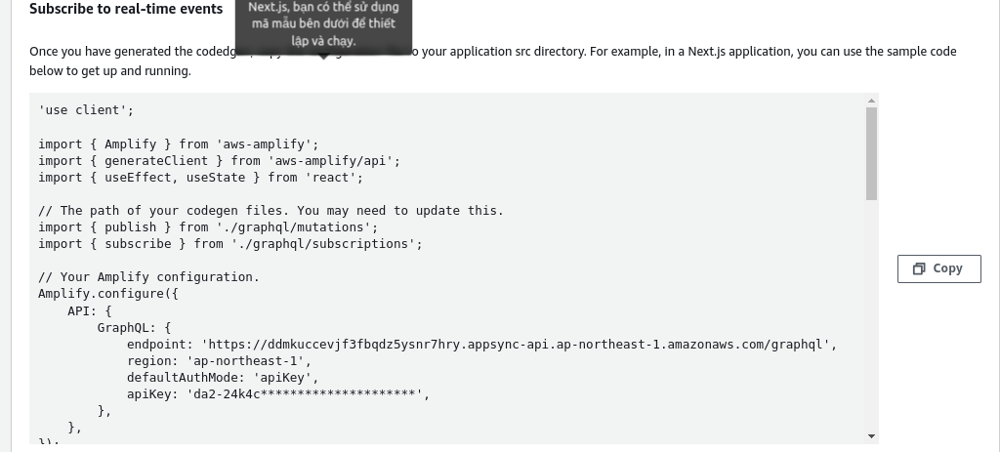 Subscribe to real-time events
Next.js, bạn có thể sử dụng
mã mẫu bên dưới để thiết
lập và chạy.
Once you have generated the codeg to your application src directory. For example, in a Next.js application, you can use the sample code
below to get up and running.
'use client';
import { Amplify } from 'aws-amplify';
import { generateClient } from 'aws-amplify/api';
import { useEffect, useState } from 'react';
// The path of your codegen files. You may need to update this.
import { publish } from './graphql/mutations';
import { subscribe } from './graphql/subscriptions';
// Your Amplify configuration.
Amplify.configure({
API: {
GraphQL: {
endpoint: 'https://ddmkuccevjf3fbqdz5ysnr7hry.appsync-api.ap-northeast-1.amazonaws.com/graphql',
region: 'ap-northeast-1',
defaultAuthMode: 'apiKey',
apiKey: 'da2-24k4c*********************',
},
},
});
Copy